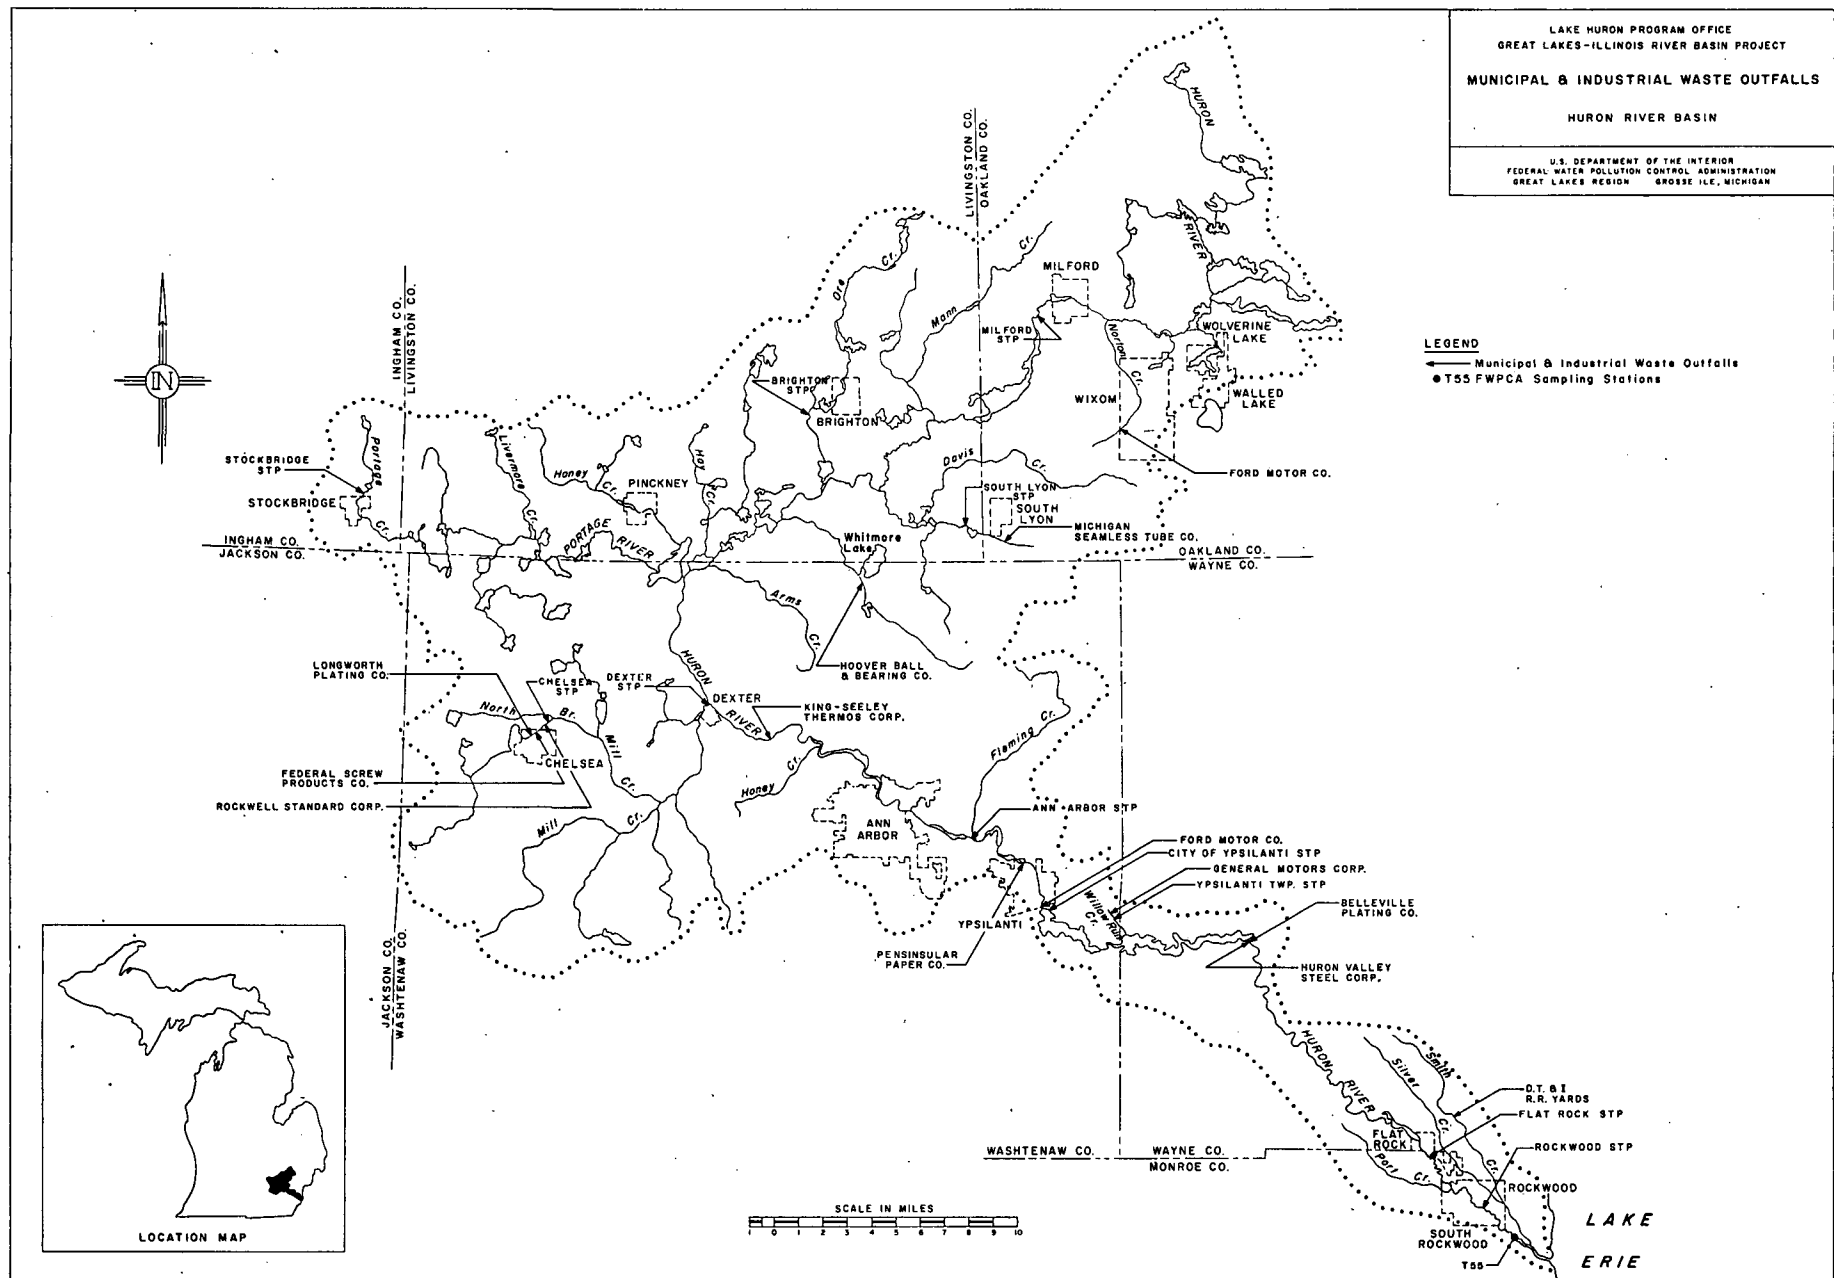 LAKE HURON PROGRAM OFFICE
GREAT LAKES-ILLINOIS RIVER BASIN PROJECT
MUNICIPAL & INDUSTRIAL WASTE OUTFALLS
HURON RIVER BASIN
U.S. DEPARTMENT OF THE INTERIOR
FEDERAL WATER POLLUTION CONTROL ADMINISTRATION
GREAT LAKES REGION GROSSE ILE, MICHIGAN
LEGEND
Municipal & Industrial Waste Outfalls
T55 FWPCA Sampling Stations
HURON
RIVER
LIVINGSTON CO.
OAKLAND CO.
INGHAM CO.
LIVINGSTON CO.
N
Ore Cr.
Mann Cr.
MILFORD
MILFORD
STP
Norton Cr.
WOLVERINE
LAKE
WALLED
LAKE
WIXOM
FORD MOTOR CO.
BRIGHTON
STP
BRIGHTON
Portage Cr.
STOCKBRIDGE
STP
STOCKBRIDGE
Livermore Cr.
Honey Cr.
PINCKNEY
Hay Cr.
Davis Cr.
SOUTH LYON
STP
SOUTH
LYON
MICHIGAN
SEAMLESS TUBE CO.
PORTAGE RIVER
Whitmore
Lake
INGHAM CO.
JACKSON CO.
OAKLAND CO.
WAYNE CO.
Arms Cr.
HOOVER BALL
& BEARING CO.
LONGWORTH
PLATING CO.
CHELSEA
STP
DEXTER
STP
DEXTER
HURON
RIVER
KING-SEELEY
THERMOS CORP.
North Br.
Mill Cr.
CHELSEA
FEDERAL SCREW
PRODUCTS CO.
ROCKWELL STANDARD CORP.
Mill Cr.
Honey Cr.
Fleming Cr.
ANN
ARBOR
ANN ARBOR STP
FORD MOTOR CO.
CITY OF YPSILANTI STP
GENERAL MOTORS CORP.
YPSILANTI TWP. STP
Willow Run
Cr.
BELLEVILLE
PLATING CO.
YPSILANTI
PENSINSULAR
PAPER CO.
HURON VALLEY
STEEL CORP.
JACKSON CO.
WASHTENAW CO.
HURON RIVER
Silver Cr.
Smith Cr.
D.T. & I
R.R. YARDS
FLAT ROCK STP
FLAT
ROCK
ROCKWOOD STP
WASHTENAW CO.
WAYNE CO.
MONROE CO.
Port Cr.
ROCKWOOD
SOUTH
ROCKWOOD
T55
LAKE
ERIE
SCALE IN MILES
1 0 1 2 3 4 5 6 7 8 9 10
LOCATION MAP